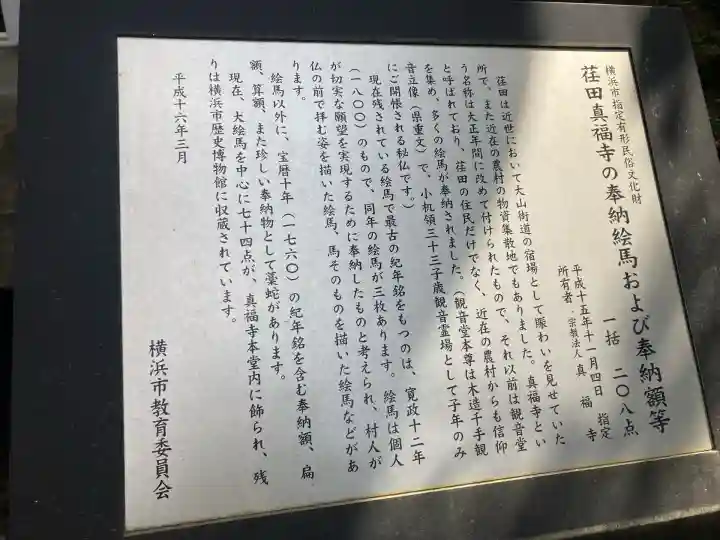 横浜市指定有形民俗文化財
荏田真福寺の奉納絵馬および奉納額等
一括 二〇八点
平成十五年十一月四日 指定
所有者・宗教法人 真福寺
荏田は近世において大山街道の宿場として賑わいを見せていた
所で、また近在の農村の物資集散地でもありました。真福寺とい
う名称は大正年間に改めて付けられたもので、それ以前は観音堂
と呼ばれており、荏田の住民だけでなく、近在の農村からも信仰
を集め、多くの絵馬が奉納されました。(観音堂本尊は木造千手観
音立像(県重文)で、小机領三十三子歳観音霊場として子年のみ
にご開帳される秘仏です。)
現在残されている絵馬で最古の紀年銘をもつのは、寛政十二年
(一八〇〇)のもので、同年の絵馬が三枚あります。絵馬は個人
が切実な願望を実現するために奉納したものと考えられ、村人が
仏の前で拝む姿を描いた絵馬、馬そのものを描いた絵馬などがあ
ります。
絵馬以外に、宝暦十年(一七六〇)の紀年銘を含む奉納額、扁
額、算額、また珍しい奉納物として藁蛇があります。
現在、大絵馬を中心に七十四点が、真福寺本堂内に飾られ、残
りは横浜市歴史博物館に収蔵されています。
平成十六年三月
横浜市教育委員会